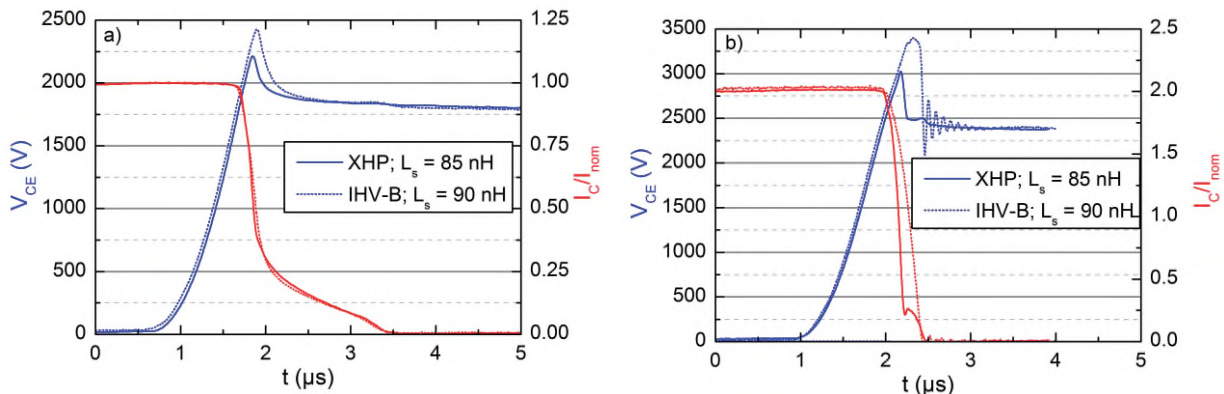 a)
2500
2000
1500
1000
500
0
V_CE (V)
1.25
1.00
0.75
0.50
0.25
0.00
I_C/I_nom
XHP; L_s = 85 nH
IHV-B; L_s = 90 nH
0 1 2 3 4 5
t (µs)
b)
3500
3000
2500
3000
1500
1000
500
0
V_CE (V)
2.5
2.0
1.5
1.0
0.5
0.0
I_C/I_nom
XHP; L_s = 85 nH
IHV-B; L_s = 90 nH
0 1 2 3 4 5
t (µs)